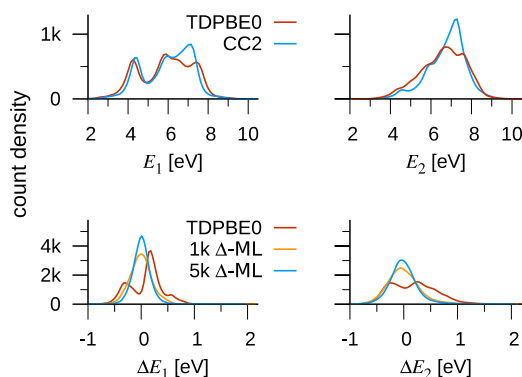 TDPBE0
CC2
1k
0
2 4 6 8 10
2 4 6 8 10
E1 [eV]
E2 [eV]
count density
TDPBE0
1k Δ-ML
5k Δ-ML
4k
2k
0
-1 0 1 2
-1 0 1 2
ΔE1 [eV]
ΔE2 [eV]